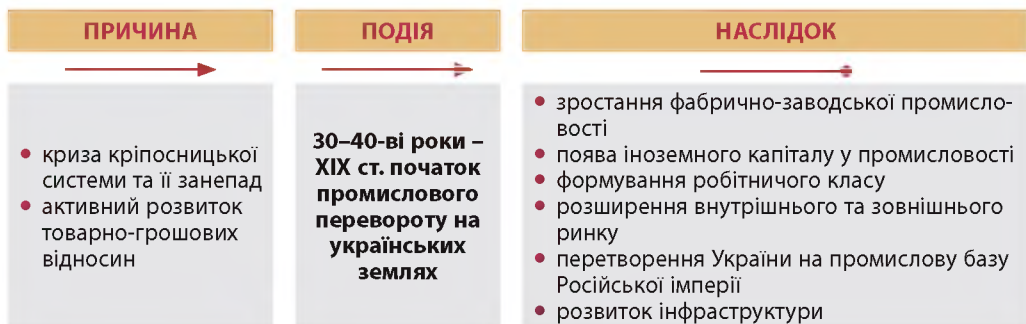 ПРИЧИНА
ПОДІЯ
НАСЛІДОК
• криза кріпосницької
системи та її занепад
• активний розвиток
товарно-грошових
відносин
30–40-ві роки –
XIX ст. початок
промислового
перевороту на
українських
землях
• зростання фабрично-заводської промисло-
вості
• поява іноземного капіталу у промисловості
• формування робітничого класу
• розширення внутрішнього та зовнішнього
ринку
• перетворення України на промислову базу
Російської імперії
• розвиток інфраструктури